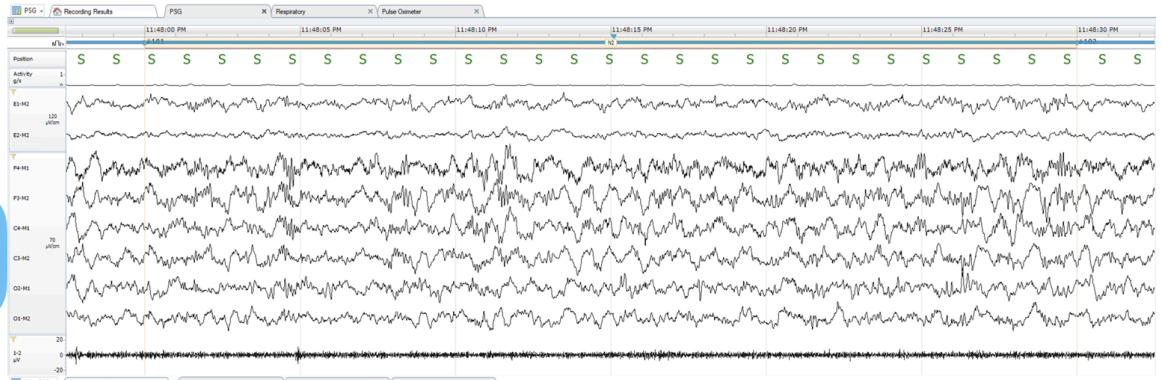 PSG Recording Results PSG × Respiratory × Pulse Oximeter ×
11:48:00 PM 11:48:05 PM 11:48:10 PM 11:48:15 PM 11:48:20 PM 11:48:25 PM 11:48:30 PM
N2
Position S S S S S S S S S S S S S S S S S S S S S S S S S S S S S S S
Activity 1
g/s
E1-M2
120
µV/cm
E2-M2
F4-M1
F3-M2
C4-M1
70
µV/cm
C3-M2
O2-M1
O1-M2
20
1-2 0
µV
-20